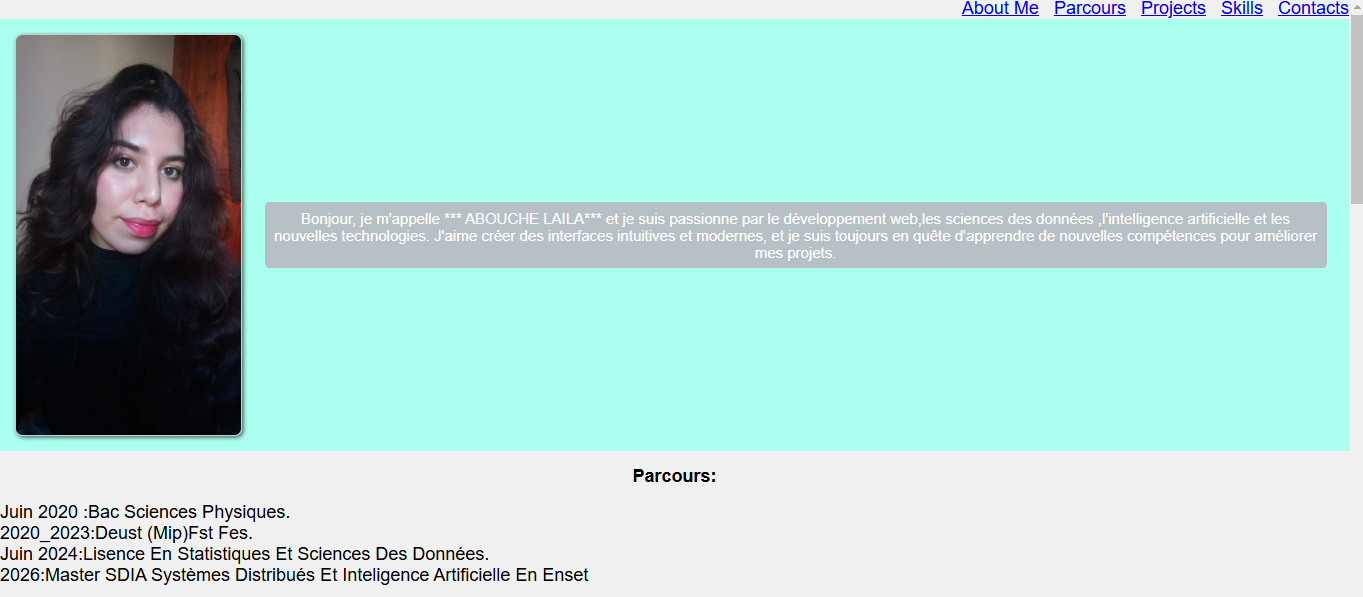 About Me Parcours Projects Skills Contacts
Bonjour, je m'appelle *** ABOUCHE LAILA*** et je suis passionne par le développement web,les sciences des données ,l'intelligence artificielle et les
nouvelles technologies. J'aime créer des interfaces intuitives et modernes, et je suis toujours en quête d'apprendre de nouvelles compétences pour améliorer
mes projets.
Parcours:
Juin 2020 :Bac Sciences Physiques.
2020_2023:Deust (Mip)Fst Fes.
Juin 2024:Lisence En Statistiques Et Sciences Des Données.
2026:Master SDIA Systèmes Distribués Et Inteligence Artificielle En Enset